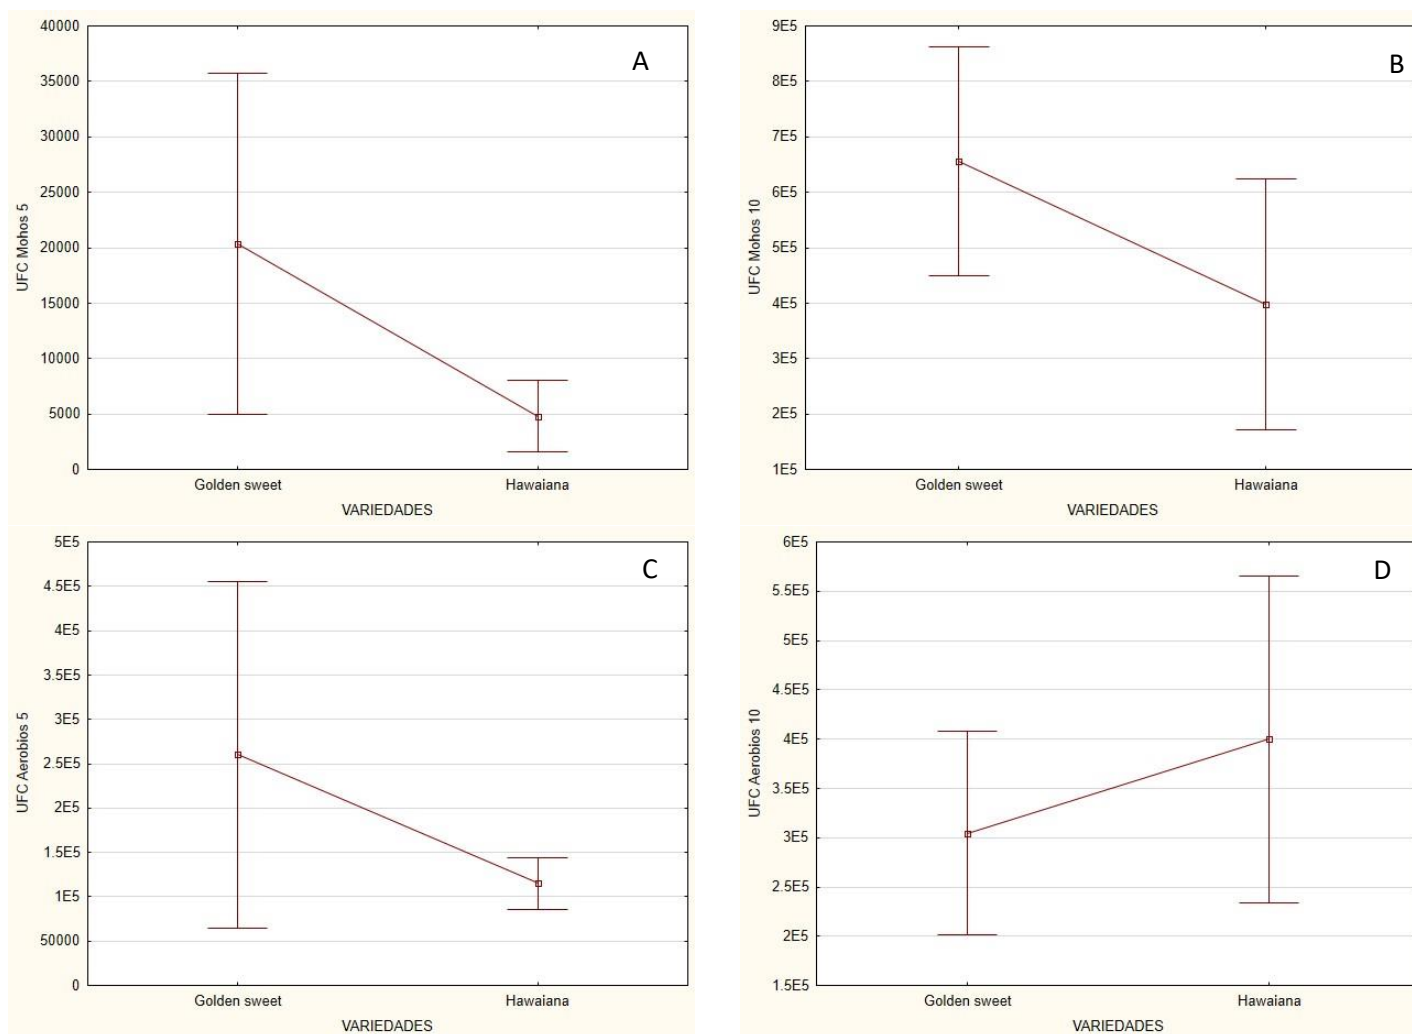 A
UFC Mohos 5
40000
35000
30000
25000
20000
15000
10000
5000
0
Golden sweet Hawaiana
VARIEDADES
B
UFC Mohos 10
9E5
8E5
7E5
6E5
5E5
4E5
3E5
2E5
1E5
Golden sweet Hawaiana
VARIEDADES
C
UFC Aerobios 5
5E5
4.5E5
4E5
3.5E5
3E5
2.5E5
2E5
1.5E5
1E5
50000
0
Golden sweet Hawaiana
VARIEDADES
D
UFC Aerobios 10
6E5
5.5E5
5E5
4.5E5
4E5
3.5E5
3E5
2.5E5
2E5
1.5E5
Golden sweet Hawaiana
VARIEDADES